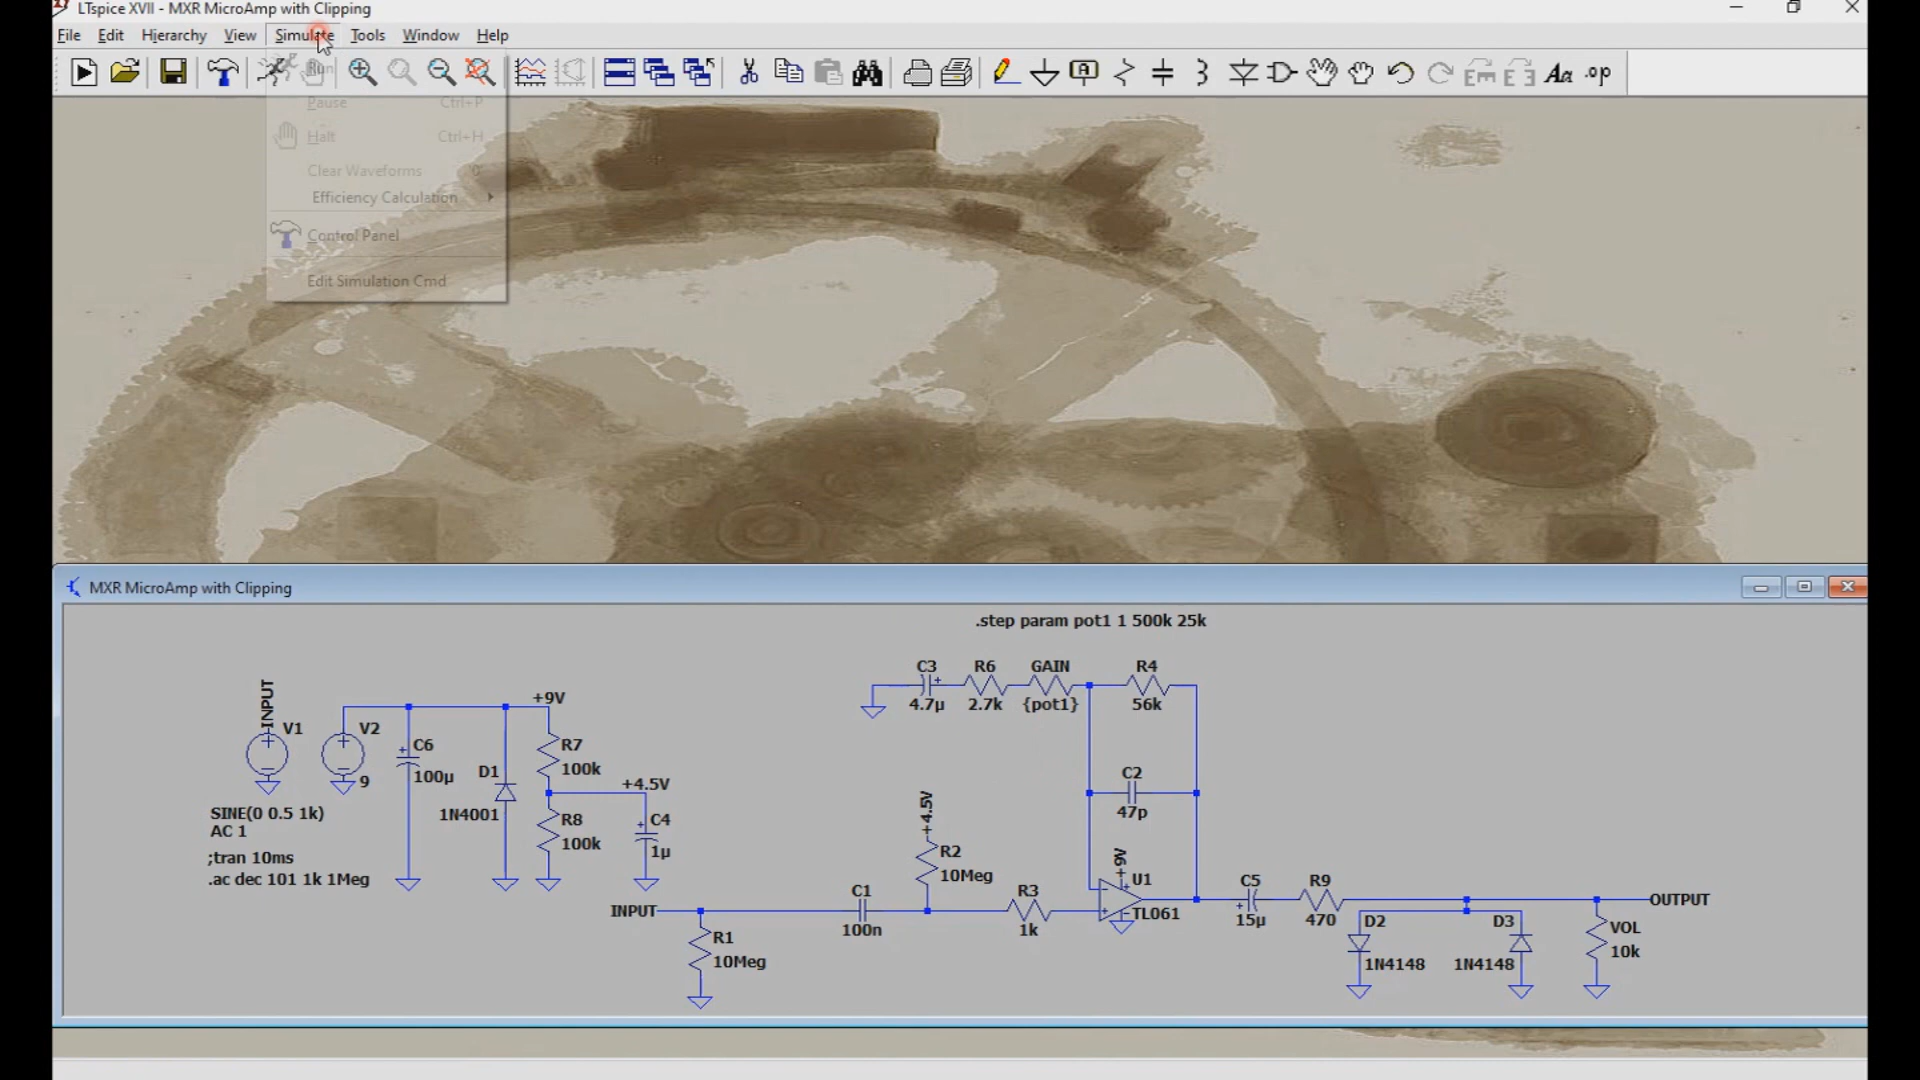 LTspice XVII - MXR MicroAmp with Clipping
File Edit Hierarchy View Simulate Tools Window Help
Run
Pause Ctrl+P
Halt Ctrl+H
Clear Waveforms 0
Efficiency Calculation
Control Panel
Edit Simulation Cmd
MXR MicroAmp with Clipping
.step param pot1 1 500k 25k
C3
4.7µ
R6
2.7k
GAIN
{pot1}
R4
56k
INPUT
V1
V2
9
C6
100µ
D1
1N4001
+9V
R7
100k
R8
100k
+4.5V
C4
1µ
SINE(0 0.5 1k)
AC 1
;tran 10ms
.ac dec 101 1k 1Meg
C2
47p
+4.5V
R2
10Meg
+9V
U1
TL061
INPUT
R1
10Meg
C1
100n
R3
1k
C5
15µ
R9
470
D2
1N4148
D3
1N4148
VOL
10k
OUTPUT